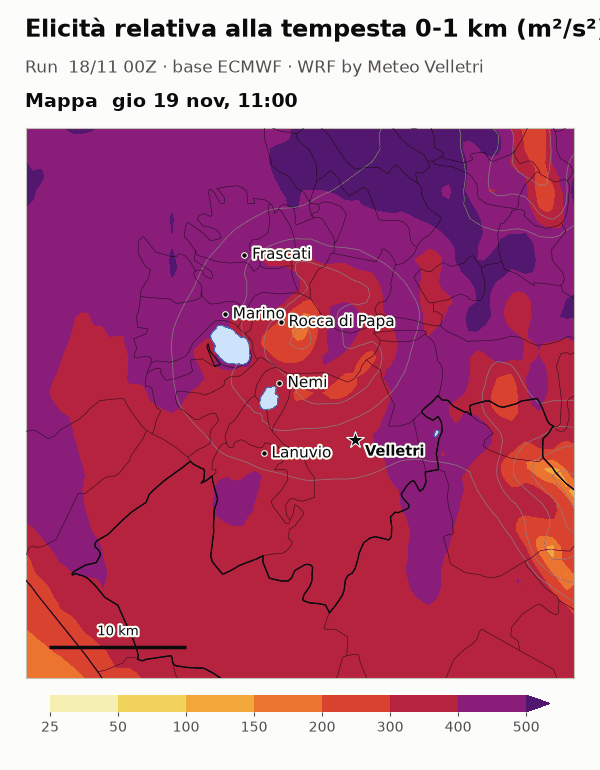 Elicità relativa alla tempesta 0-1 km (m²/s²)
Run  18/11 00Z · base ECMWF · WRF by Meteo Velletri
Mappa  gio 19 nov, 11:00
Frascati
Marino
Rocca di Papa
Nemi
Lanuvio
Velletri
10 km
25 50 100 150 200 300 400 500